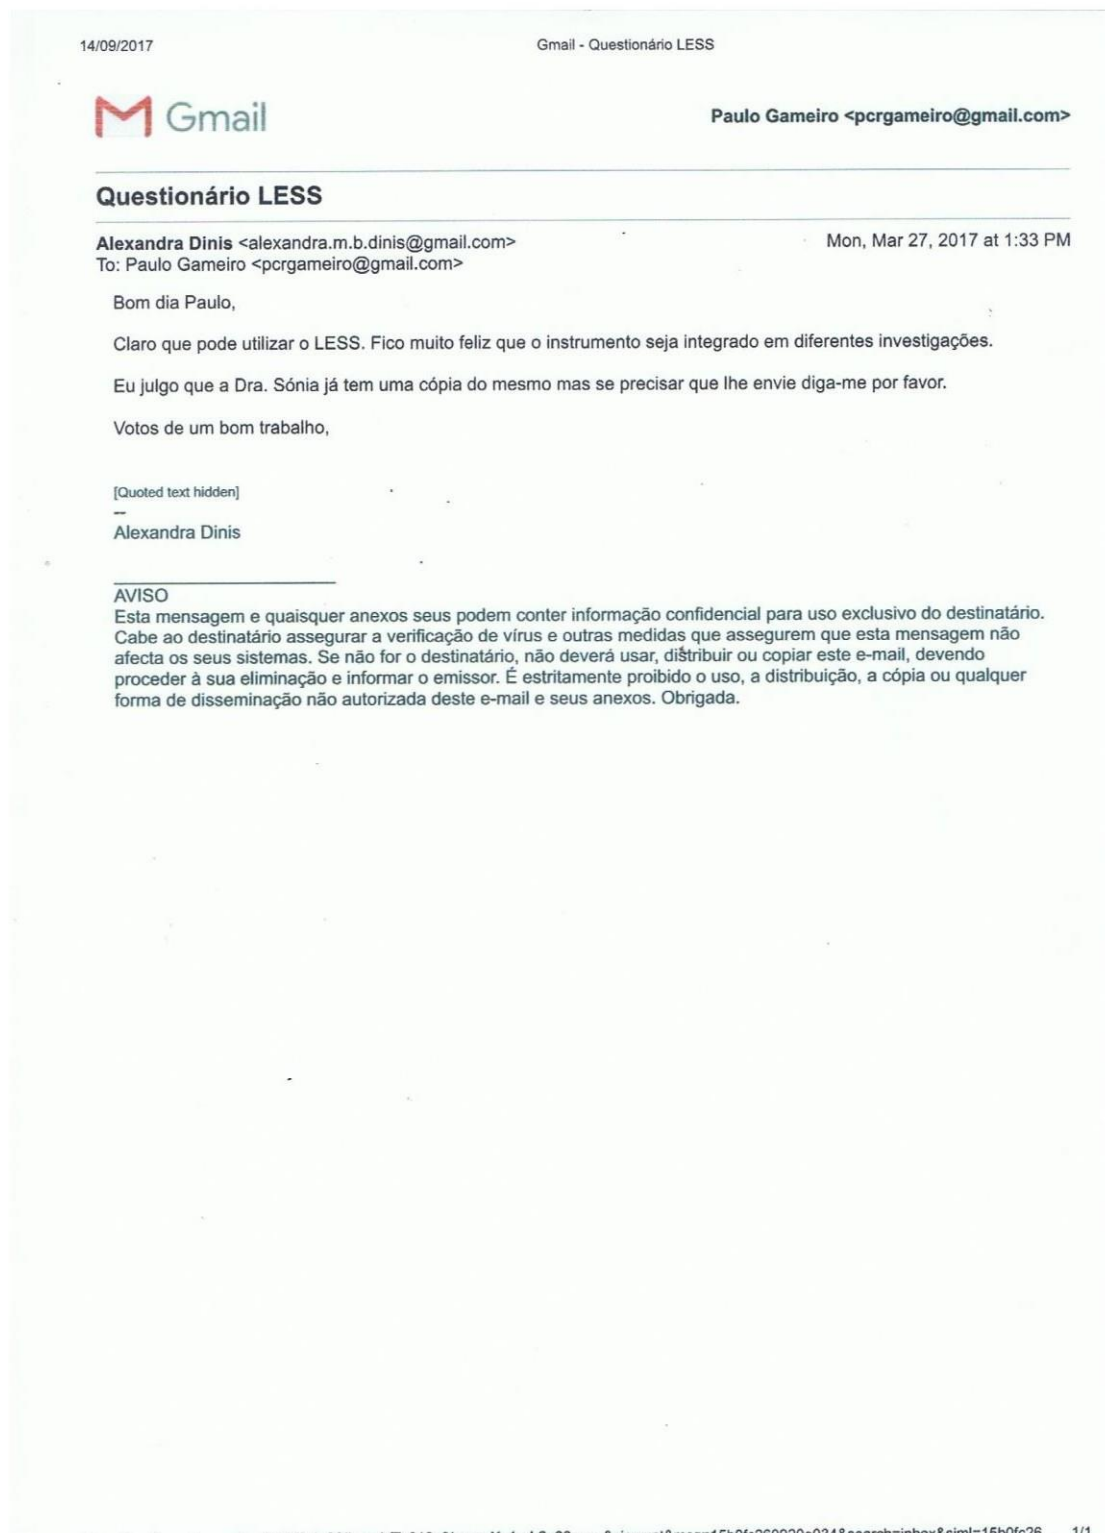 14/09/2017 Gmail - Questionário LESS
Gmail Paulo Gameiro <pcrgameiro@gmail.com>
Questionário LESS
Alexandra Dinis <alexandra.m.b.dinis@gmail.com> Mon, Mar 27, 2017 at 1:33 PM
To: Paulo Gameiro <pcrgameiro@gmail.com>
Bom dia Paulo,
Claro que pode utilizar o LESS. Fico muito feliz que o instrumento seja integrado em diferentes investigações.
Eu julgo que a Dra. Sónia já tem uma cópia do mesmo mas se precisar que lhe envie diga-me por favor.
Votos de um bom trabalho,
[Quoted text hidden]
--
Alexandra Dinis
AVISO
Esta mensagem e quaisquer anexos seus podem conter informação confidencial para uso exclusivo do destinatário.
Cabe ao destinatário assegurar a verificação de vírus e outras medidas que assegurem que esta mensagem não
afecta os seus sistemas. Se não for o destinatário, não deverá usar, distribuir ou copiar este e-mail, devendo
proceder à sua eliminação e informar o emissor. É estritamente proibido o uso, a distribuição, a cópia ou qualquer
forma de disseminação não autorizada deste e-mail e seus anexos. Obrigada.
1/1